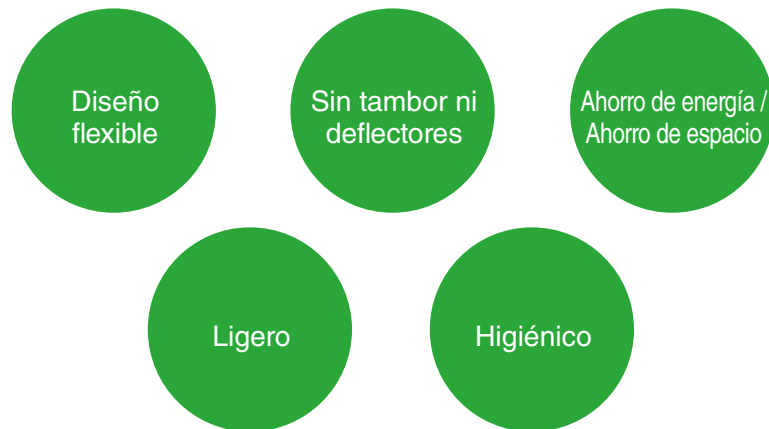 Diseño
flexible
Sin tambor ni
deflectores
Ahorro de energía /
Ahorro de espacio
Ligero
Higiénico